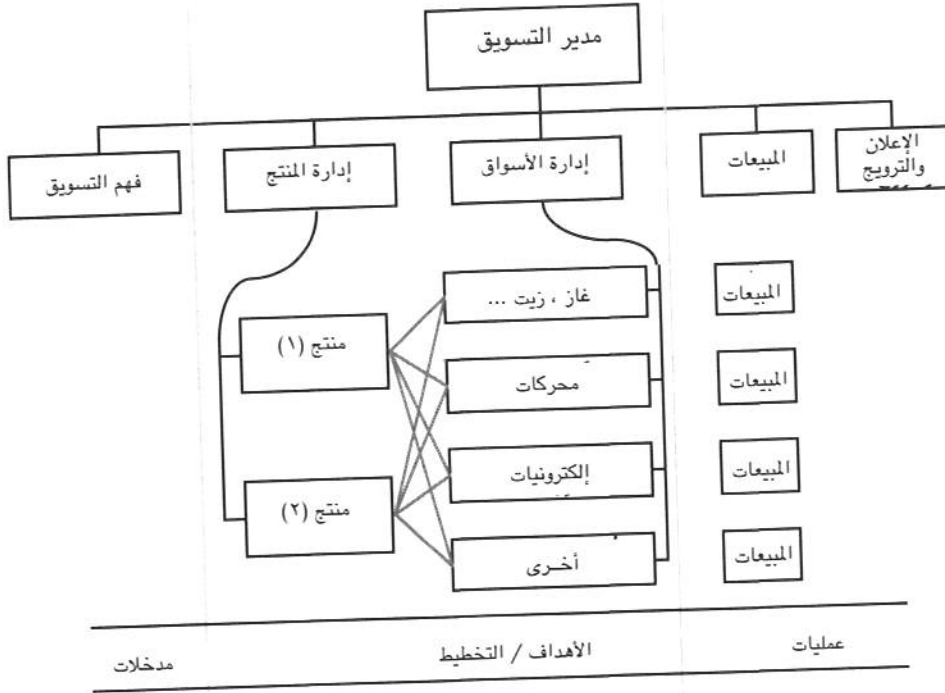 مدير التسويق
الإعلان
والترويج
المبيعات
إدارة الأسواق
إدارة المنتج
فهم التسويق
غاز ، زيت ...
المبيعات
منتج (١)
محركات
المبيعات
إلكترونيات
المبيعات
منتج (٢)
أخـرى
المبيعات
عمليات
الأهداف / التخطيط
مدخلات